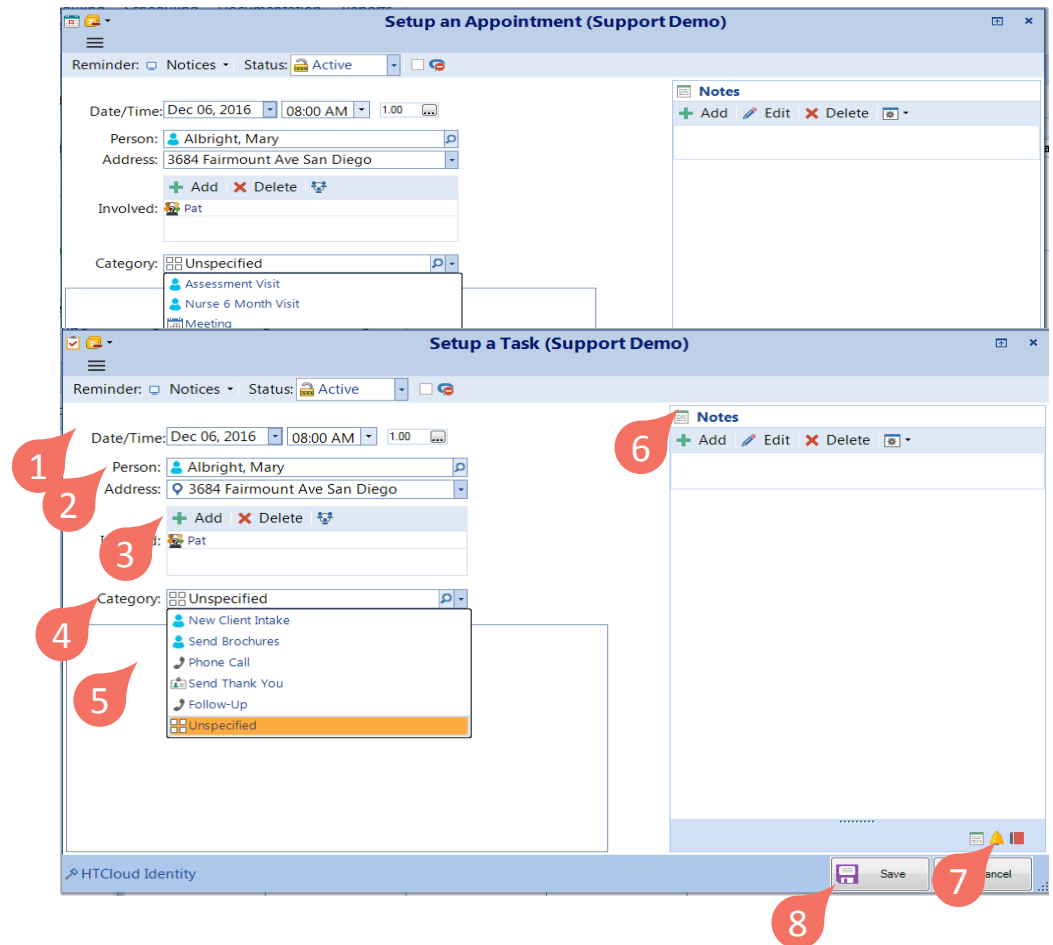 Setup an Appointment (Support Demo)
Reminder: Notices Status: Active
Date/Time: Dec 06, 2016 08:00 AM 1.00 ...
Person: Albright, Mary
Address: 3684 Fairmount Ave San Diego
Add Delete
Involved: Pat
Category: Unspecified
Assessment Visit
Nurse 6 Month Visit
Meeting
Notes
Add Edit Delete
Setup a Task (Support Demo)
Reminder: Notices Status: Active
1
Date/Time: Dec 06, 2016 08:00 AM 1.00 ...
2
Person: Albright, Mary
Address: 3684 Fairmount Ave San Diego
3
Add Delete
Pat
4
Category: Unspecified
New Client Intake
Send Brochures
Phone Call
Send Thank You
Follow-Up
Unspecified
5
6
Notes
Add Edit Delete
HTCloud Identity
7
8
Save
ancel